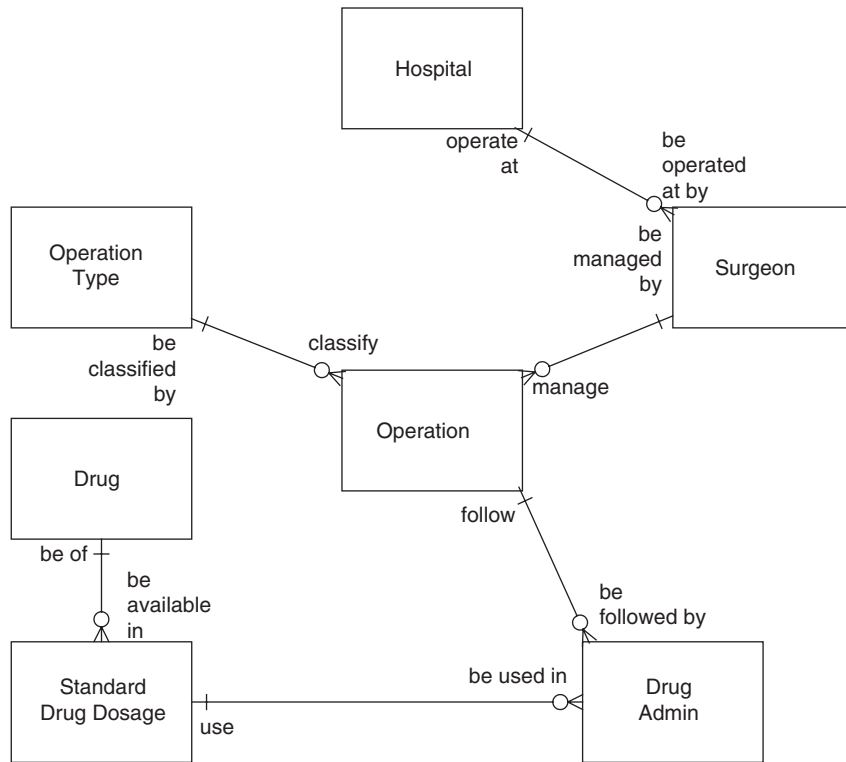 Hospital
operate
at
be
operated
at by
Operation
Type
be
managed
by
Surgeon
be
classified
by
classify
manage
Operation
Drug
follow
be of
be
available
in
be
followed by
Standard
Drug Dosage
use
be used in
Drug
Admin